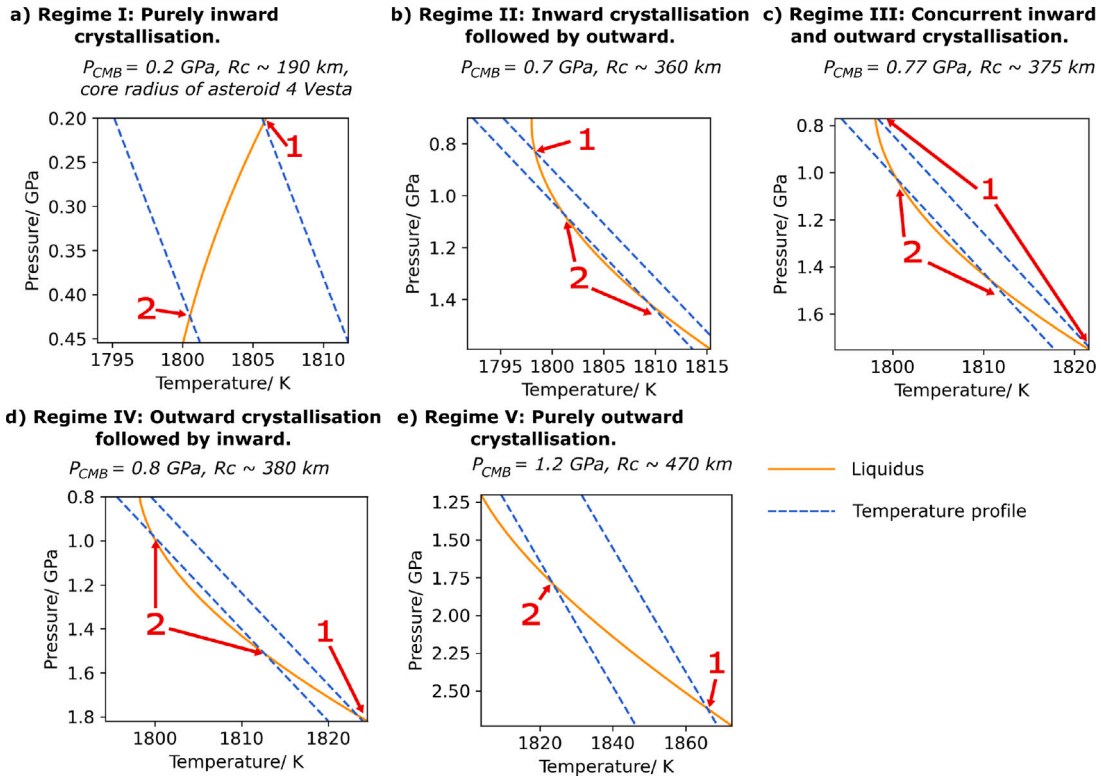 a) Regime I: Purely inward
crystallisation.
P_CMB = 0.2 GPa, Rc ~ 190 km,
core radius of asteroid 4 Vesta
0.20
0.25
0.30
0.35
0.40
0.45
Pressure/ GPa
1795
1800
1805
1810
Temperature/ K
1
2
b) Regime II: Inward crystallisation
followed by outward.
P_CMB = 0.7 GPa, Rc ~ 360 km
0.8
1.0
1.2
1.4
Pressure/ GPa
1795
1800
1805
1810
1815
Temperature/ K
1
2
c) Regime III: Concurrent inward
and outward crystallisation.
P_CMB = 0.77 GPa, Rc ~ 375 km
0.8
1.0
1.2
1.4
1.6
Pressure/ GPa
1800
1810
1820
Temperature/ K
1
2
d) Regime IV: Outward crystallisation
followed by inward.
P_CMB = 0.8 GPa, Rc ~ 380 km
0.8
1.0
1.2
1.4
1.6
1.8
Pressure/ GPa
1800
1810
1820
Temperature/ K
2
1
e) Regime V: Purely outward
crystallisation.
P_CMB = 1.2 GPa, Rc ~ 470 km
1.25
1.50
1.75
2.00
2.25
2.50
Pressure/ GPa
1820
1840
1860
Temperature/ K
2
1
Liquidus
Temperature profile